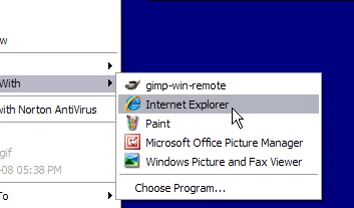 w
With
gimp-win-remote
Internet Explorer
with Norton AntiVirus
Paint
Microsoft Office Picture Manager
gif
-08 05:38 PM
Windows Picture and Fax Viewer
To
Choose Program...